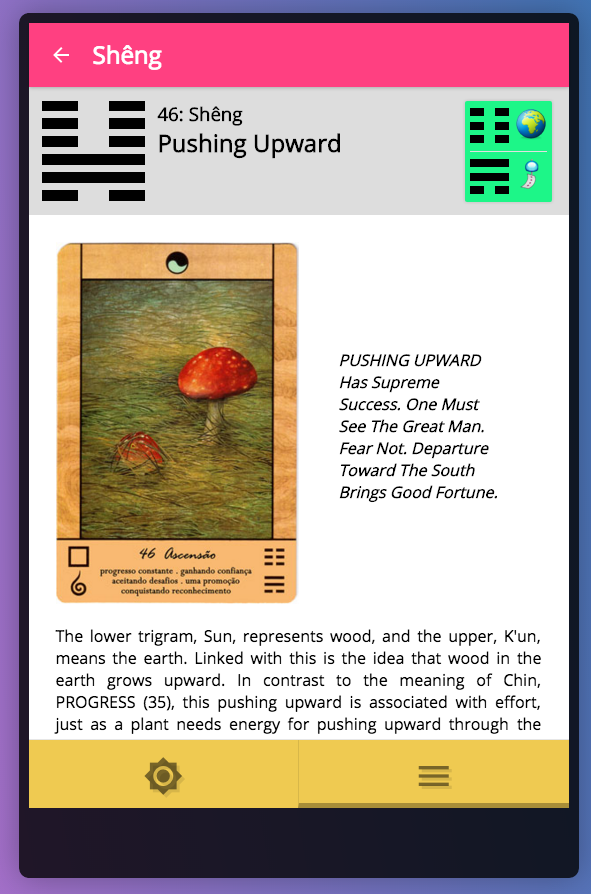 Shêng
46: Shêng
Pushing Upward
PUSHING UPWARD
Has Supreme
Success. One Must
See The Great Man.
Fear Not. Departure
Toward The South
Brings Good Fortune.
46 Ascensão
progresso constante . ganhando confiança
aceitando desafios . uma promoção
conquistando reconhecimento
The lower trigram, Sun, represents wood, and the upper, K'un,
means the earth. Linked with this is the idea that wood in the
earth grows upward. In contrast to the meaning of Chin,
PROGRESS (35), this pushing upward is associated with effort,
just as a plant needs energy for pushing upward through the